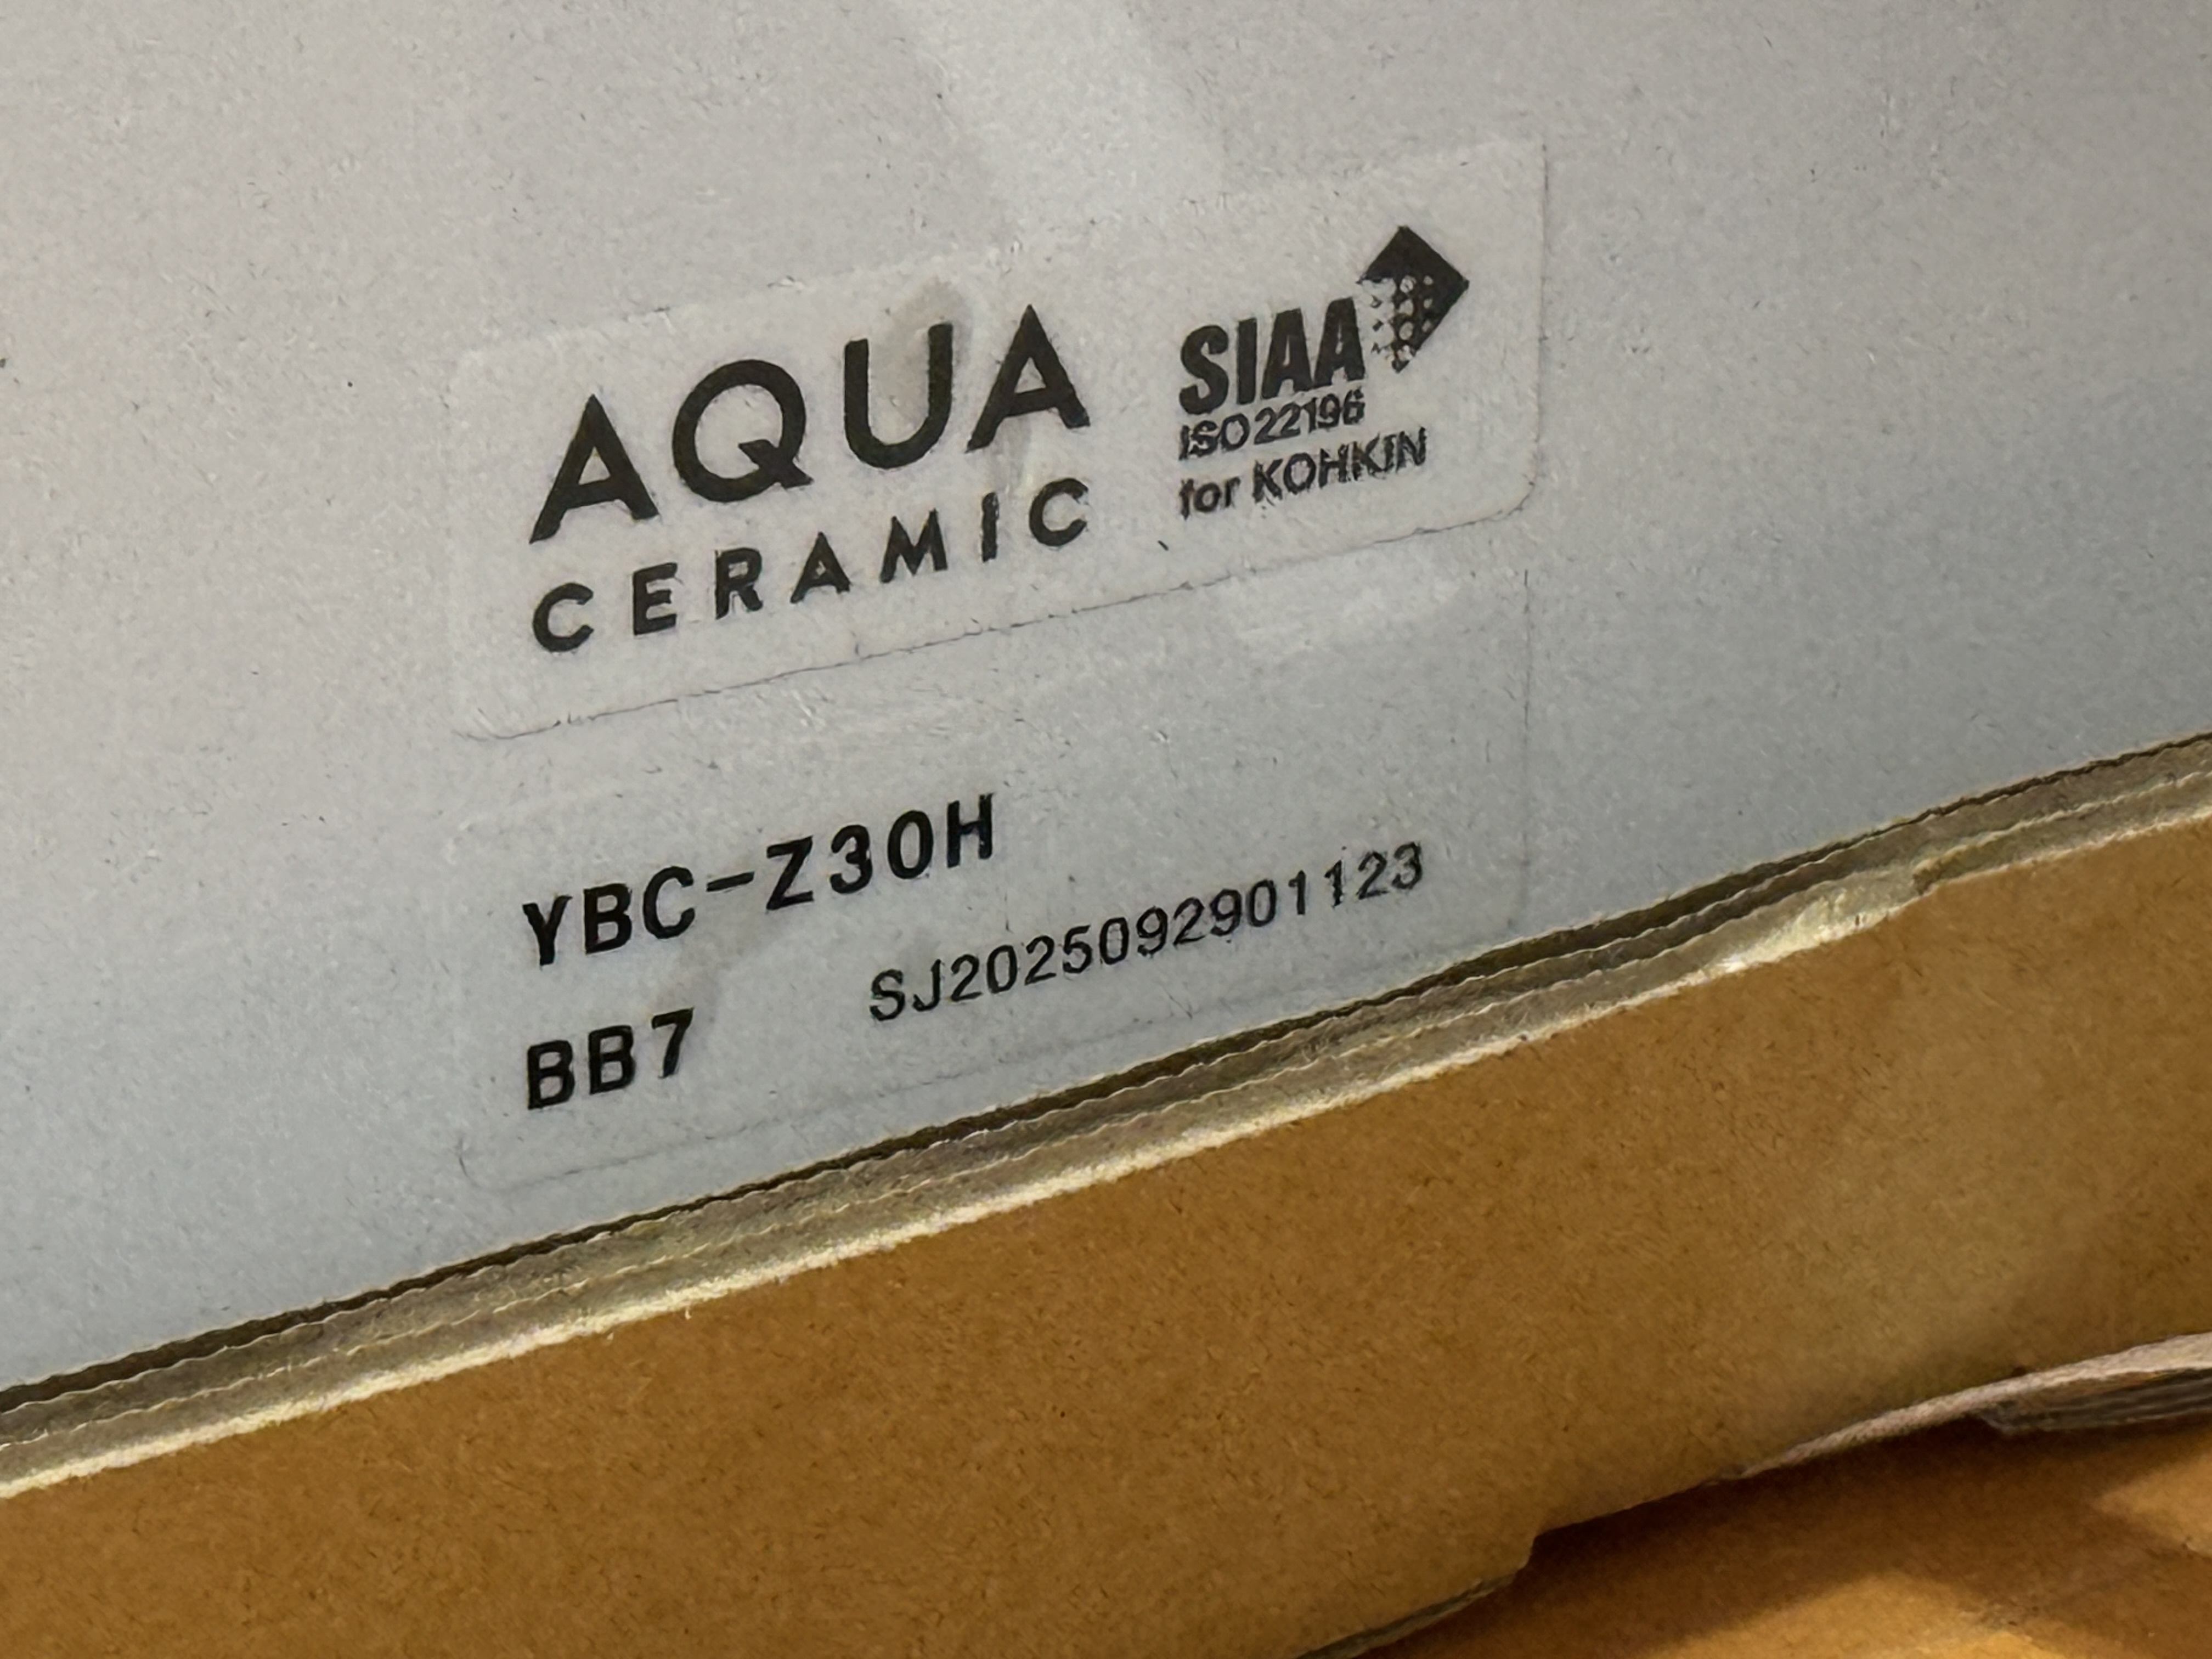 AQUA
CERAMIC
SIAA
ISO22196
for KOHKIN
YBC-Z30H
BB7 SJ2025092901123